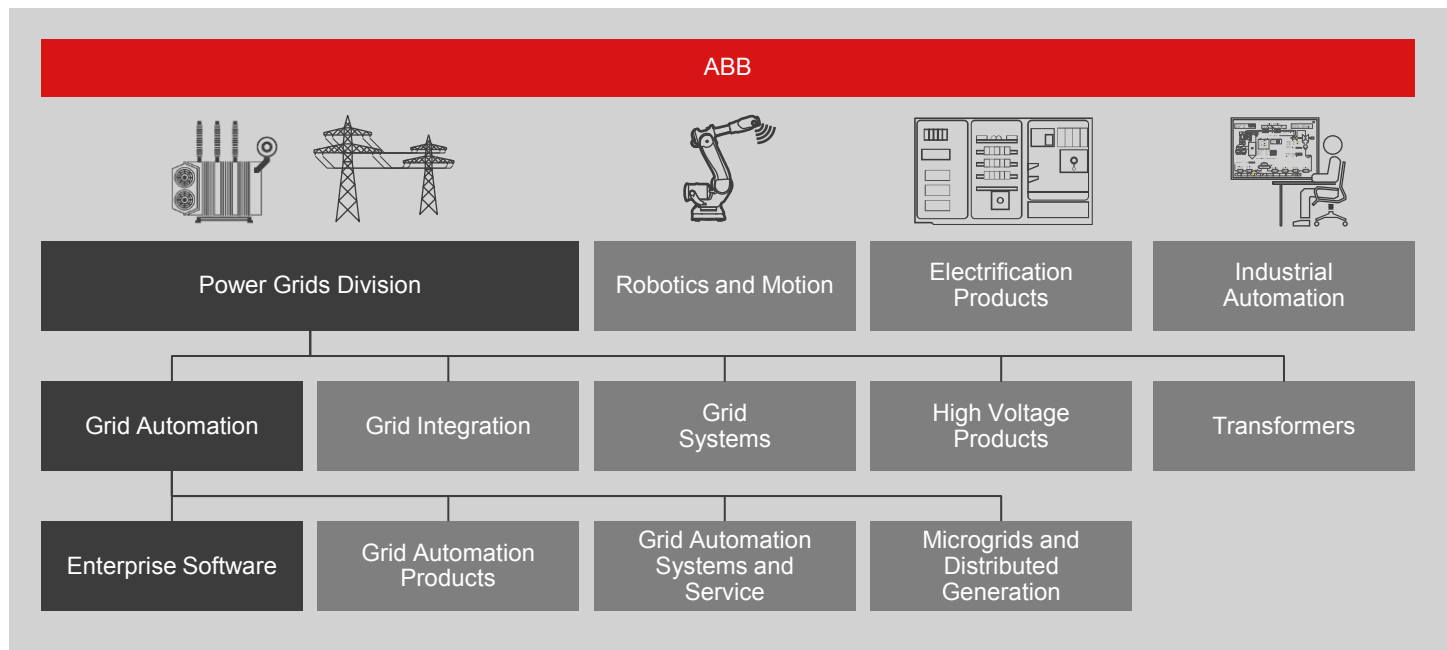 ABB
Power Grids Division
Robotics and Motion
Electrification
Products
Industrial
Automation
Grid Automation
Grid Integration
Grid
Systems
High Voltage
Products
Transformers
Enterprise Software
Grid Automation
Products
Grid Automation
Systems and
Service
Microgrids and
Distributed
Generation